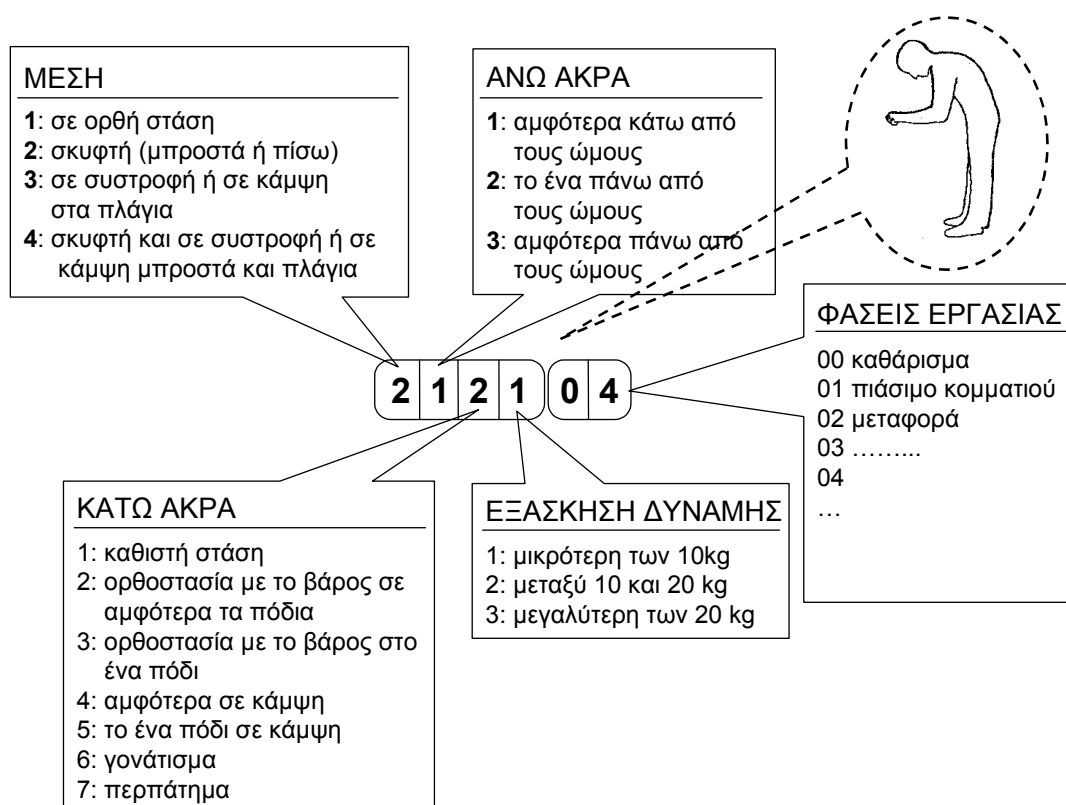 ΜΕΣΗ
1: σε ορθή στάση
2: σκυφτή (μπροστά ή πίσω)
3: σε συστροφή ή σε κάμψη
στα πλάγια
4: σκυφτή και σε συστροφή ή σε
κάμψη μπροστά και πλάγια
ΑΝΩ ΑΚΡΑ
1: αμφότερα κάτω από
τους ώμους
2: το ένα πάνω από
τους ώμους
3: αμφότερα πάνω από
τους ώμους
2 1 2 1 0 4
ΦΑΣΕΙΣ ΕΡΓΑΣΙΑΣ
00 καθάρισμα
01 πιάσιμο κομματιού
02 μεταφορά
03 ……...
04
…
ΚΑΤΩ ΑΚΡΑ
1: καθιστή στάση
2: ορθοστασία με το βάρος σε
αμφότερα τα πόδια
3: ορθοστασία με το βάρος στο
ένα πόδι
4: αμφότερα σε κάμψη
5: το ένα πόδι σε κάμψη
6: γονάτισμα
7: περπάτημα
ΕΞΑΣΚΗΣΗ ΔΥΝΑΜΗΣ
1: μικρότερη των 10kg
2: μεταξύ 10 και 20 kg
3: μεγαλύτερη των 20 kg